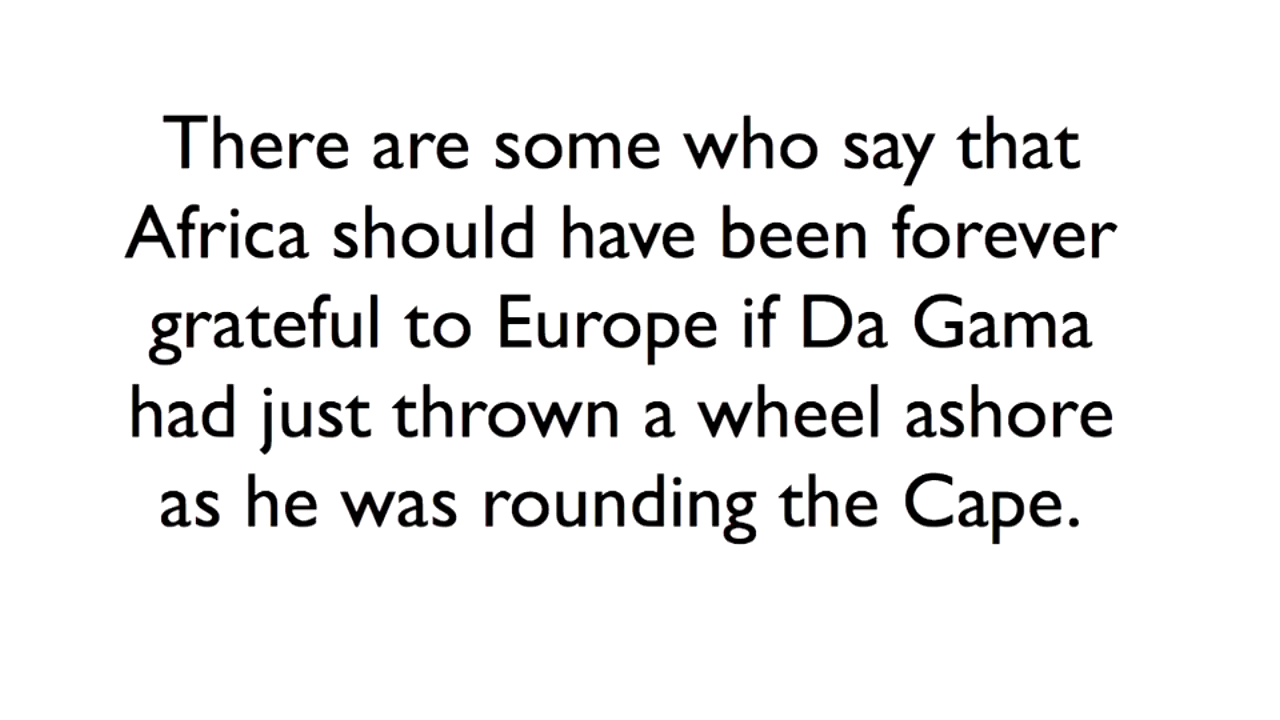 There are some who say that
Africa should have been forever
grateful to Europe if Da Gama
had just thrown a wheel ashore
as he was rounding the Cape.